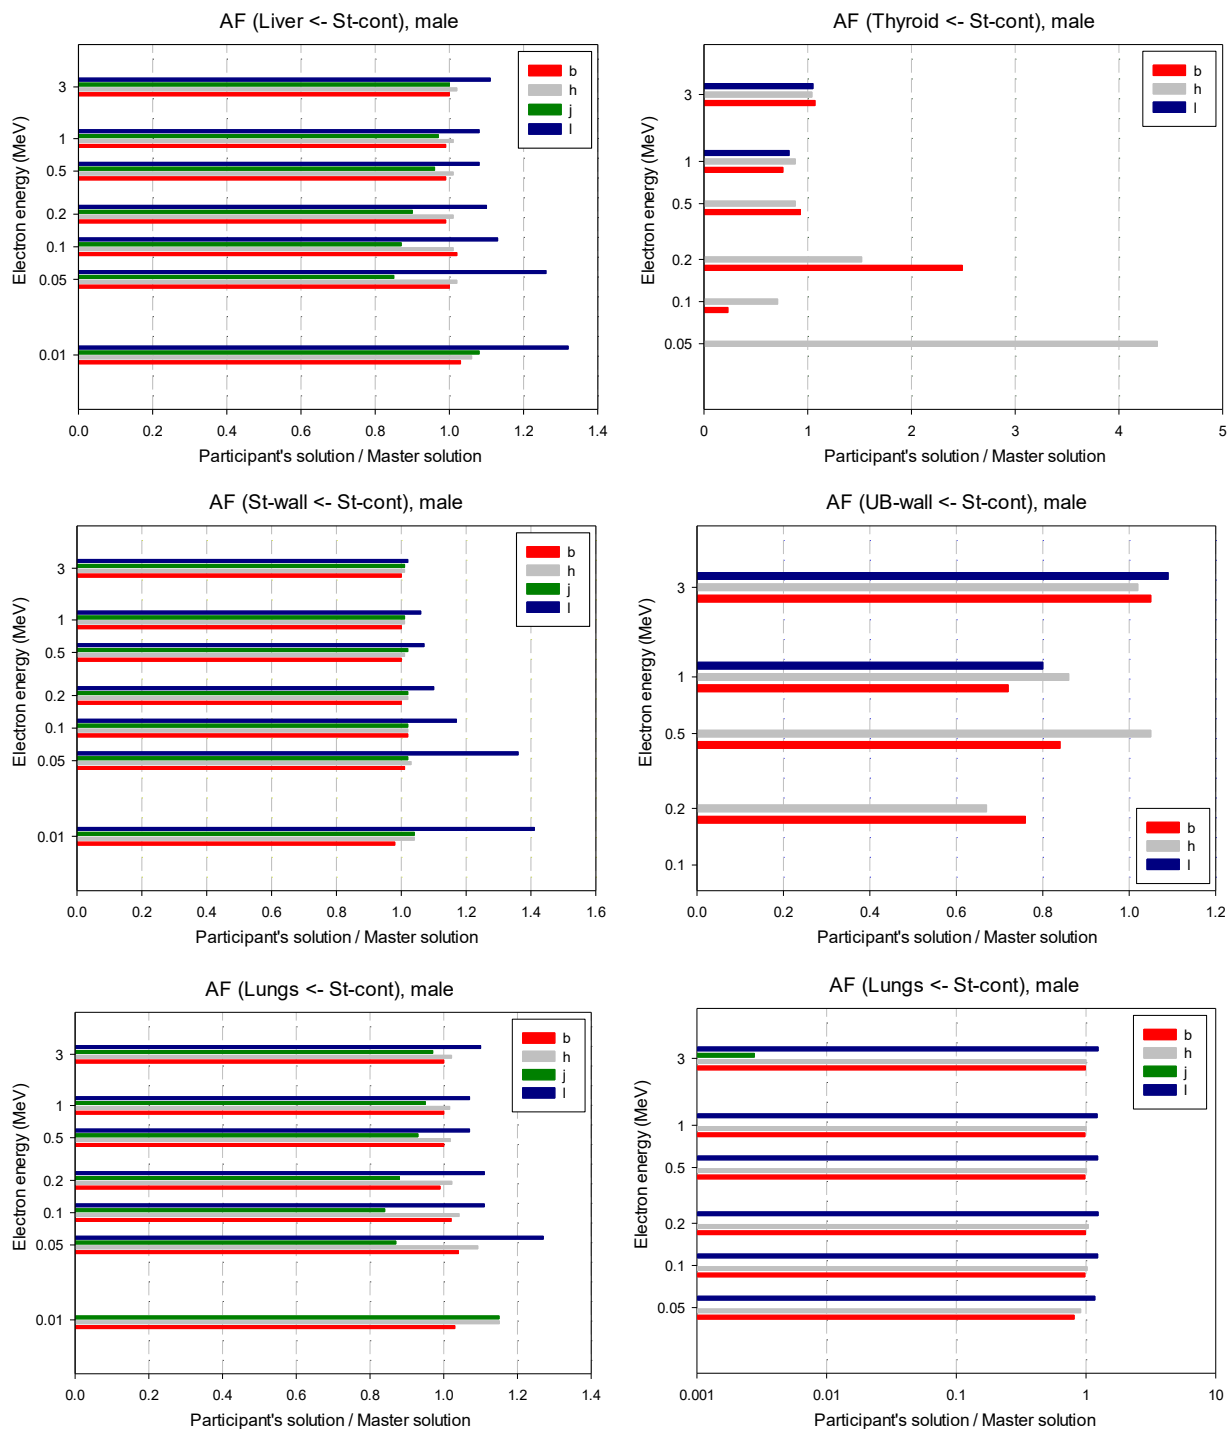 AF (Liver <- St-cont), male
b
h
j
l
Electron energy (MeV)
3
1
0.5
0.2
0.1
0.05
0.01
0.0 0.2 0.4 0.6 0.8 1.0 1.2 1.4
Participant's solution / Master solution
AF (Thyroid <- St-cont), male
b
h
l
Electron energy (MeV)
3
1
0.5
0.2
0.1
0.05
0 1 2 3 4 5
Participant's solution / Master solution
AF (St-wall <- St-cont), male
b
h
j
l
Electron energy (MeV)
3
1
0.5
0.2
0.1
0.05
0.01
0.0 0.2 0.4 0.6 0.8 1.0 1.2 1.4 1.6
Participant's solution / Master solution
AF (UB-wall <- St-cont), male
Electron energy (MeV)
3
1
0.5
0.2
0.1
b
h
l
0.0 0.2 0.4 0.6 0.8 1.0 1.2
Participant's solution / Master solution
AF (Lungs <- St-cont), male
b
h
j
l
Electron energy (MeV)
3
1
0.5
0.2
0.1
0.05
0.01
0.0 0.2 0.4 0.6 0.8 1.0 1.2 1.4
Participant's solution / Master solution
AF (Lungs <- St-cont), male
b
h
j
l
Electron energy (MeV)
3
1
0.5
0.2
0.1
0.05
0.001 0.01 0.1 1 10
Participant's solution / Master solution